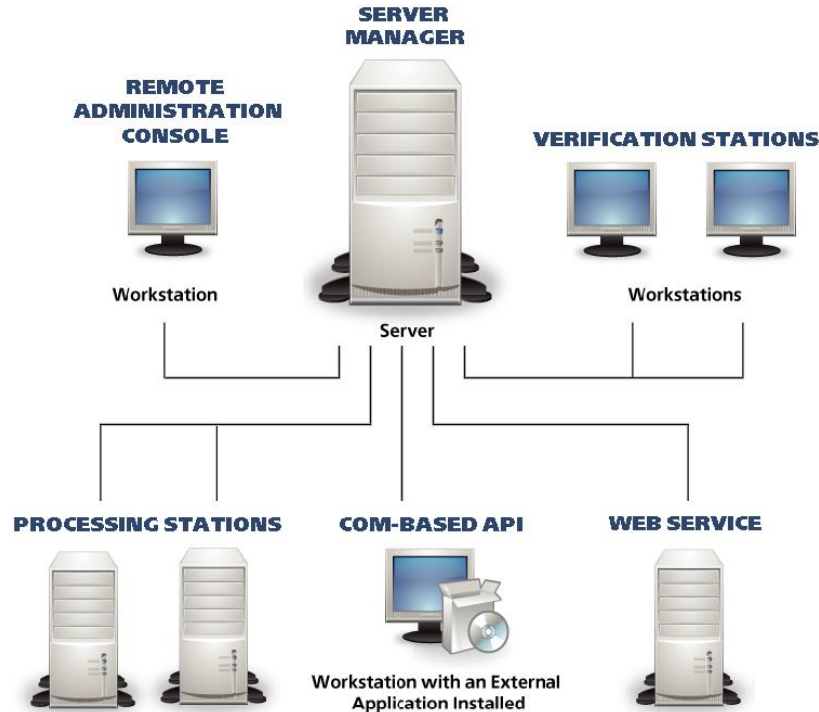 SERVER
MANAGER
REMOTE
ADMINISTRATION
CONSOLE
VERIFICATION STATIONS
Workstation
Workstations
Server
PROCESSING STATIONS
COM-BASED API
WEB SERVICE
Workstation with an External
Application Installed